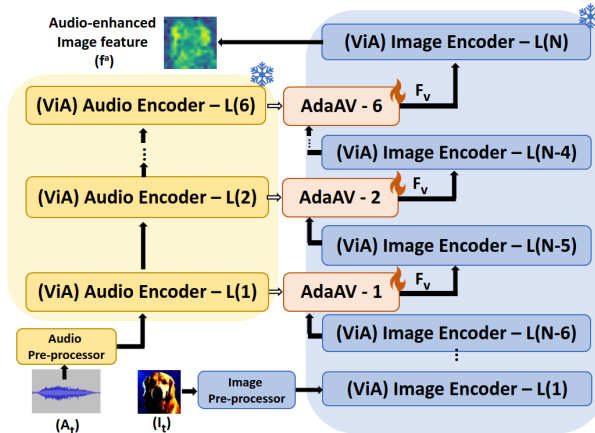 Audio-enhanced
Image feature
(fᵃ)
(ViA) Image Encoder – L(N)
(ViA) Audio Encoder – L(6)
AdaAV - 6
Fᵥ
(ViA) Image Encoder – L(N-4)
(ViA) Audio Encoder – L(2)
AdaAV - 2
Fᵥ
(ViA) Image Encoder – L(N-5)
(ViA) Audio Encoder – L(1)
AdaAV - 1
Fᵥ
(ViA) Image Encoder – L(N-6)
Audio
Pre-processor
Image
Pre-processor
(ViA) Image Encoder – L(1)
(Aₜ)
(Iₜ)